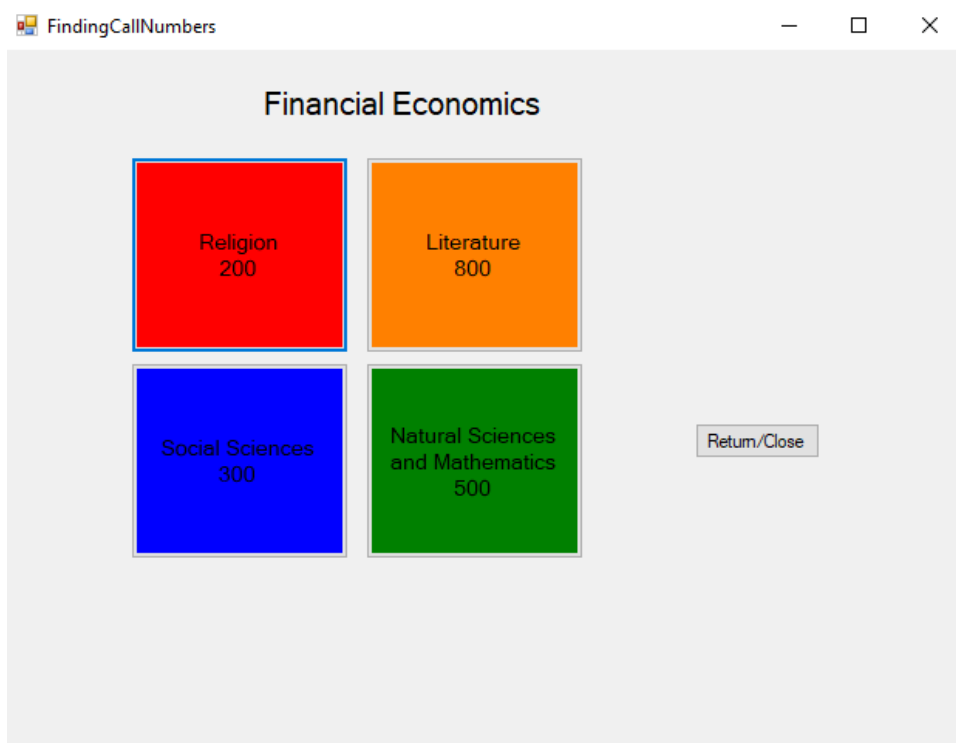 FindingCallNumbers
Financial Economics
Religion
200
Literature
800
Social Sciences
300
Natural Sciences
and Mathematics
500
Return/Close